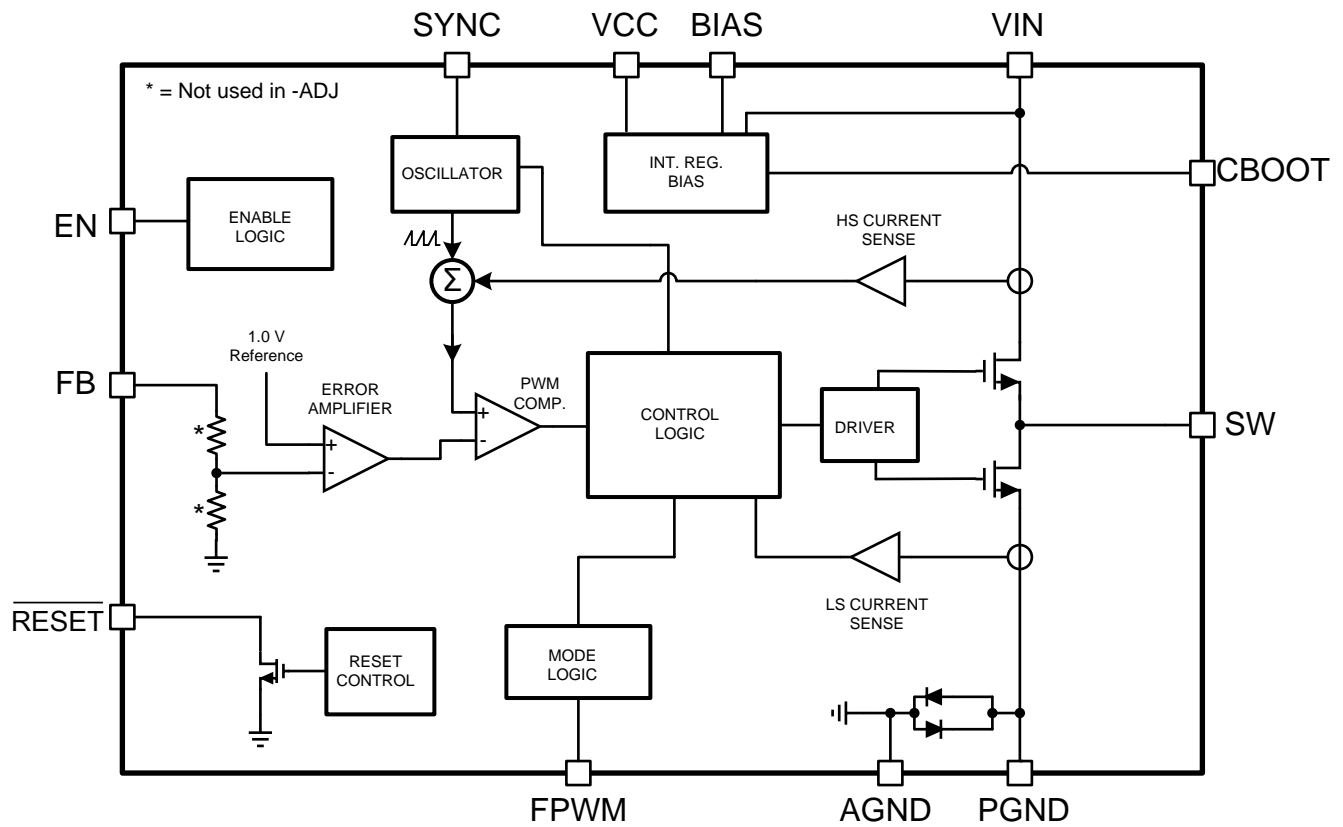 SYNC
VCC
BIAS
VIN
* = Not used in -ADJ
OSCILLATOR
INT. REG.
BIAS
CBOOT
EN
ENABLE
LOGIC
HS CURRENT
SENSE
Σ
1.0 V
Reference
FB
ERROR
AMPLIFIER
PWM
COMP.
*
+
-
+
-
CONTROL
LOGIC
DRIVER
SW
*
RESET
RESET
CONTROL
MODE
LOGIC
LS CURRENT
SENSE
FPWM
AGND
PGND